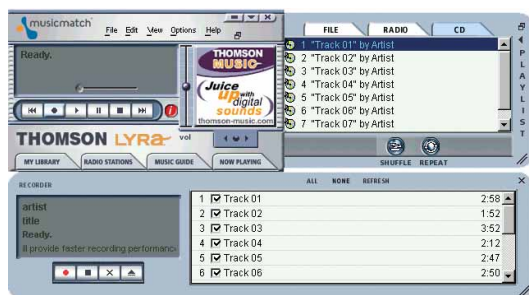 musicmatch
File Edit View Options Help
Ready.
THOMSON
MUSIC
Juice
up with
digital
sounds
thomson-music.com
THOMSON LYRA vol
MY LIBRARY RADIO STATIONS MUSIC GUIDE NOW PLAYING
FILE RADIO CD
1 "Track 01" by Artist
2 "Track 02" by Artist
3 "Track 03" by Artist
4 "Track 04" by Artist
5 "Track 05" by Artist
6 "Track 06" by Artist
7 "Track 07" by Artist
PLAYLIST
SHUFFLE REPEAT
RECORDER
ALL NONE REFRESH
artist
title
Ready.
ll provide faster recording performance
1 Track 01 2:58
2 Track 02 1:52
3 Track 03 3:52
4 Track 04 2:12
5 Track 05 2:47
6 Track 06 2:50